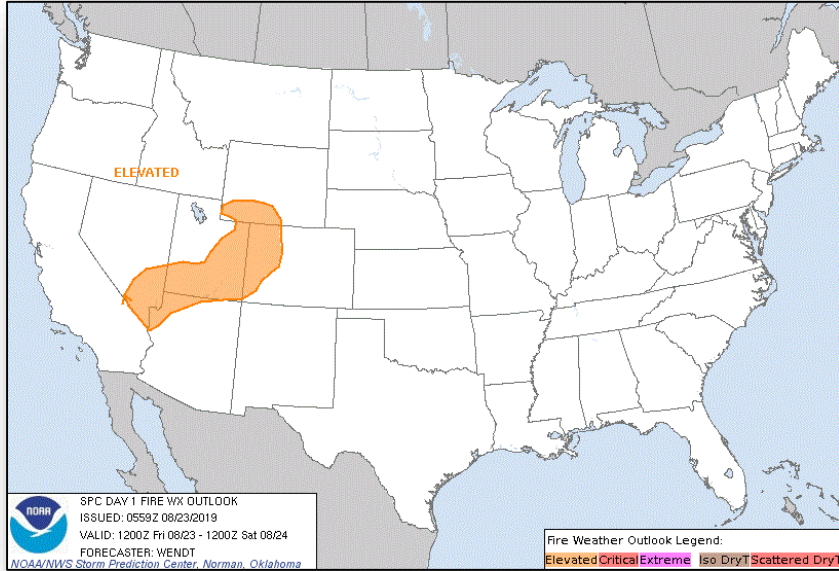 ELEVATED
NOAA
SPC DAY 1 FIRE WX OUTLOOK
ISSUED: 0559Z 08/23/2019
VALID: 1200Z Fri 08/23 - 1200Z Sat 08/24
FORECASTER: WENDT
NOAA/NWS Storm Prediction Center, Norman, Oklahoma
Fire Weather Outlook Legend:
Elevated Critical Extreme Iso DryT Scattered DryT